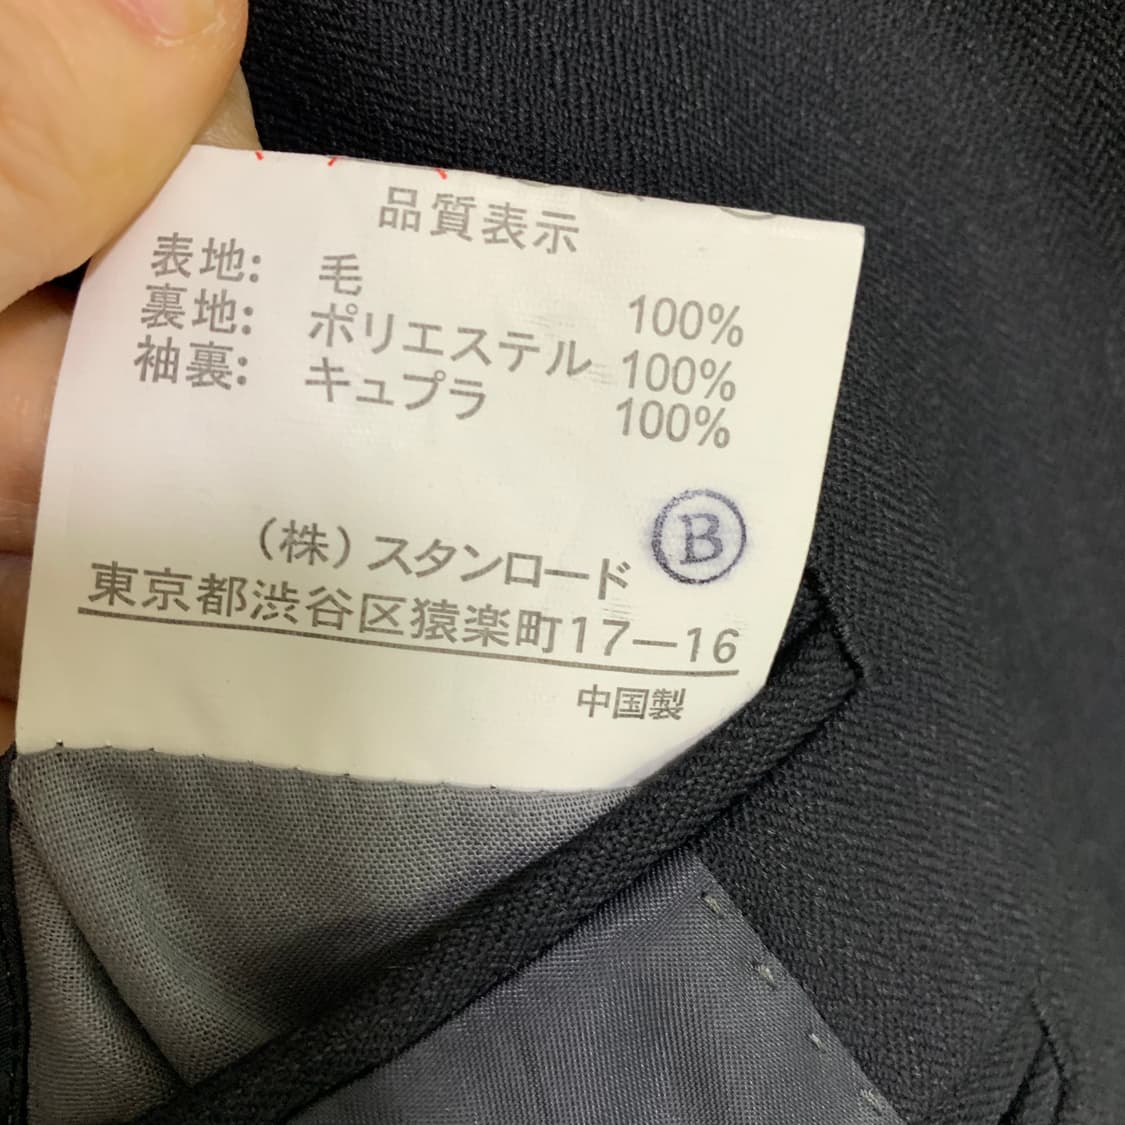 品質表示
表地: 毛 100%
裏地: ポリエステル 100%
袖裏: キュプラ 100%
B
(株)スタンロード
東京都渋谷区猿楽町17―16
中国製